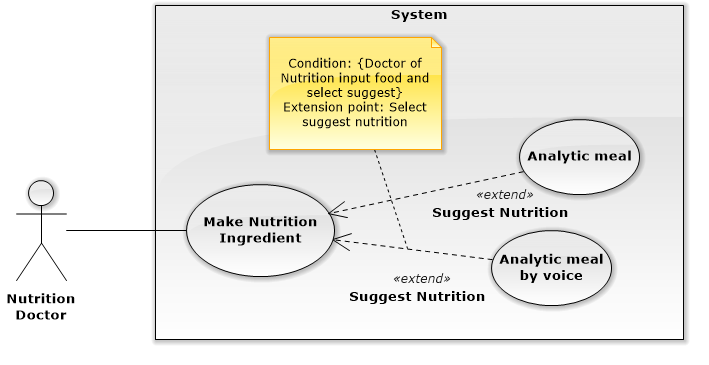 System
Condition: {Doctor of
Nutrition input food and
select suggest}
Extension point: Select
suggest nutrition
Analytic meal
«extend»
Suggest Nutrition
Make Nutrition
Ingredient
Analytic meal
by voice
«extend»
Suggest Nutrition
Nutrition
Doctor